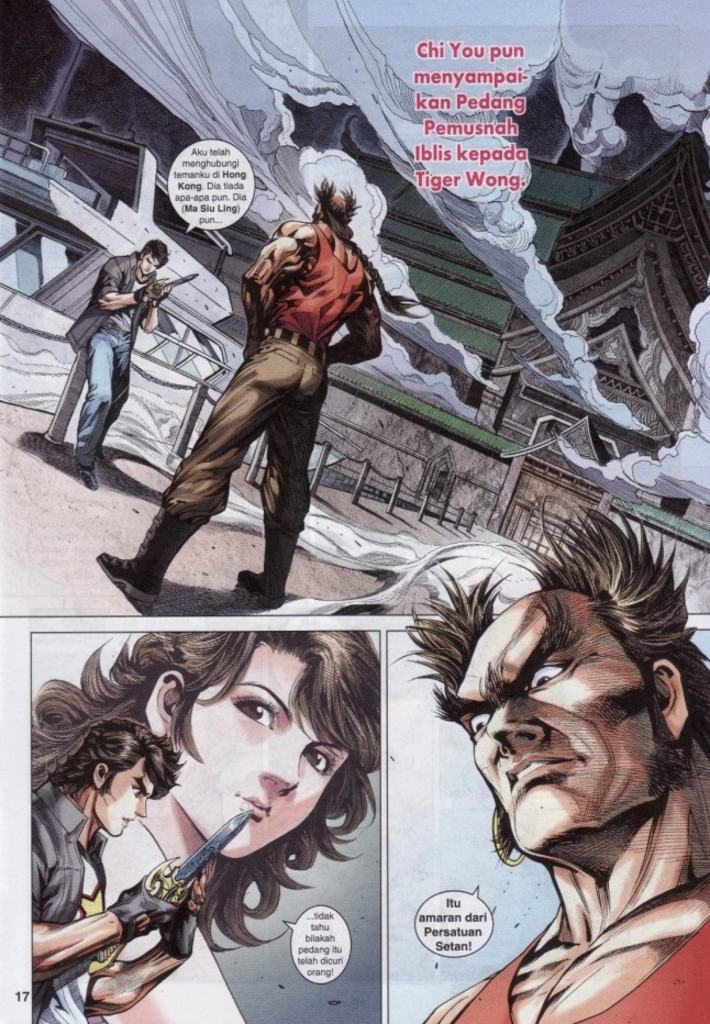 Chi You pun
menyampai-
kan Pedang
Pemusnah
Iblis kepada
Tiger Wong.
Aku telah
menghubungi
temanku di Hong
Kong. Dia tiada
apa-apa pun. Dia
(Ma Siu Ling)
pun...
...tidak
tahu
bilakah
pedang itu
telah dicuri
orang!
Itu
amaran dari
Persatuan
Setan!
17